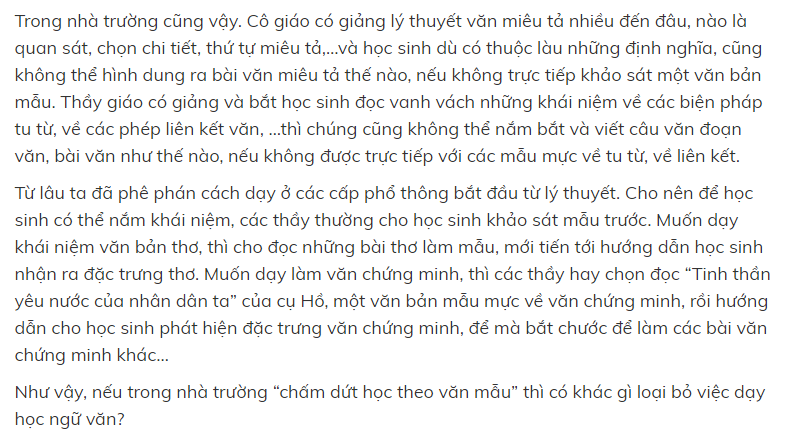 Trong nhà trường cũng vậy. Cô giáo có giảng lý thuyết văn miêu tả nhiều đến đâu, nào là
quan sát, chọn chi tiết, thứ tự miêu tả,...và học sinh dù có thuộc làu những định nghĩa, cũng
không thể hình dung ra bài văn miêu tả thế nào, nếu không trực tiếp khảo sát một văn bản
mẫu. Thầy giáo có giảng và bắt học sinh đọc vanh vách những khái niệm về các biện pháp
tu từ, về các phép liên kết văn, ...thì chúng cũng không thể nắm bắt và viết câu văn đoạn
văn, bài văn như thế nào, nếu không được trực tiếp với các mẫu mực về tu từ, về liên kết.
Từ lâu ta đã phê phán cách dạy ở các cấp phổ thông bắt đầu từ lý thuyết. Cho nên để học
sinh có thể nắm khái niệm, các thầy thường cho học sinh khảo sát mẫu trước. Muốn dạy
khái niệm văn bản thơ, thì cho đọc những bài thơ làm mẫu, mới tiến tới hướng dẫn học sinh
nhận ra đặc trưng thơ. Muốn dạy làm văn chứng minh, thì các thầy hay chọn đọc “Tinh thần
yêu nước của nhân dân ta” của cụ Hồ, một văn bản mẫu mực về văn chứng minh, rồi hướng
dẫn cho học sinh phát hiện đặc trưng văn chứng minh, để mà bắt chước để làm các bài văn
chứng minh khác...
Như vậy, nếu trong nhà trường “chấm dứt học theo văn mẫu” thì có khác gì loại bỏ việc dạy
học ngữ văn?